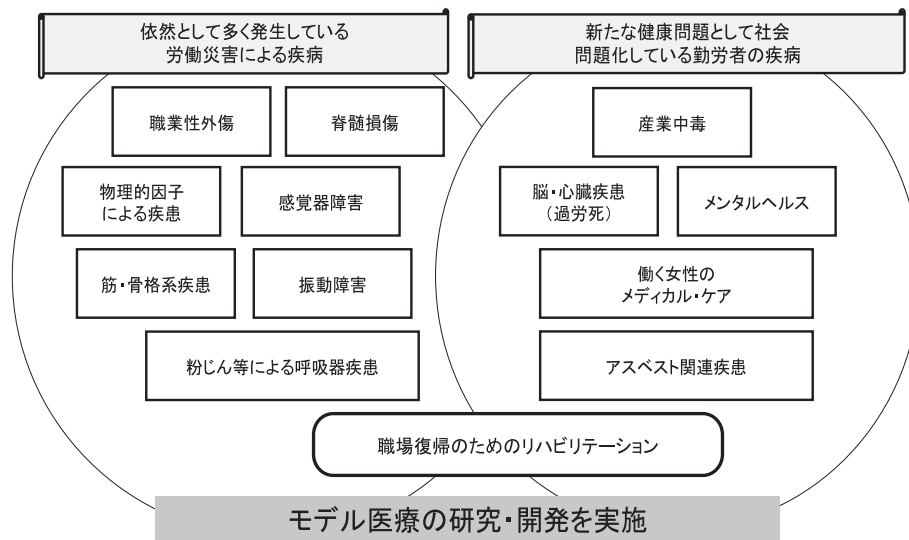 依然として多く発生している
労働災害による疾病
新たな健康問題として社会
問題化している勤労者の疾病
職業性外傷
脊髄損傷
物理的因子
による疾患
感覚器障害
筋・骨格系疾患
振動障害
粉じん等による呼吸器疾患
産業中毒
脳・心臓疾患
(過労死)
メンタルヘルス
働く女性の
メディカル・ケア
アスベスト関連疾患
職場復帰のためのリハビリテーション
モデル医療の研究・開発を実施